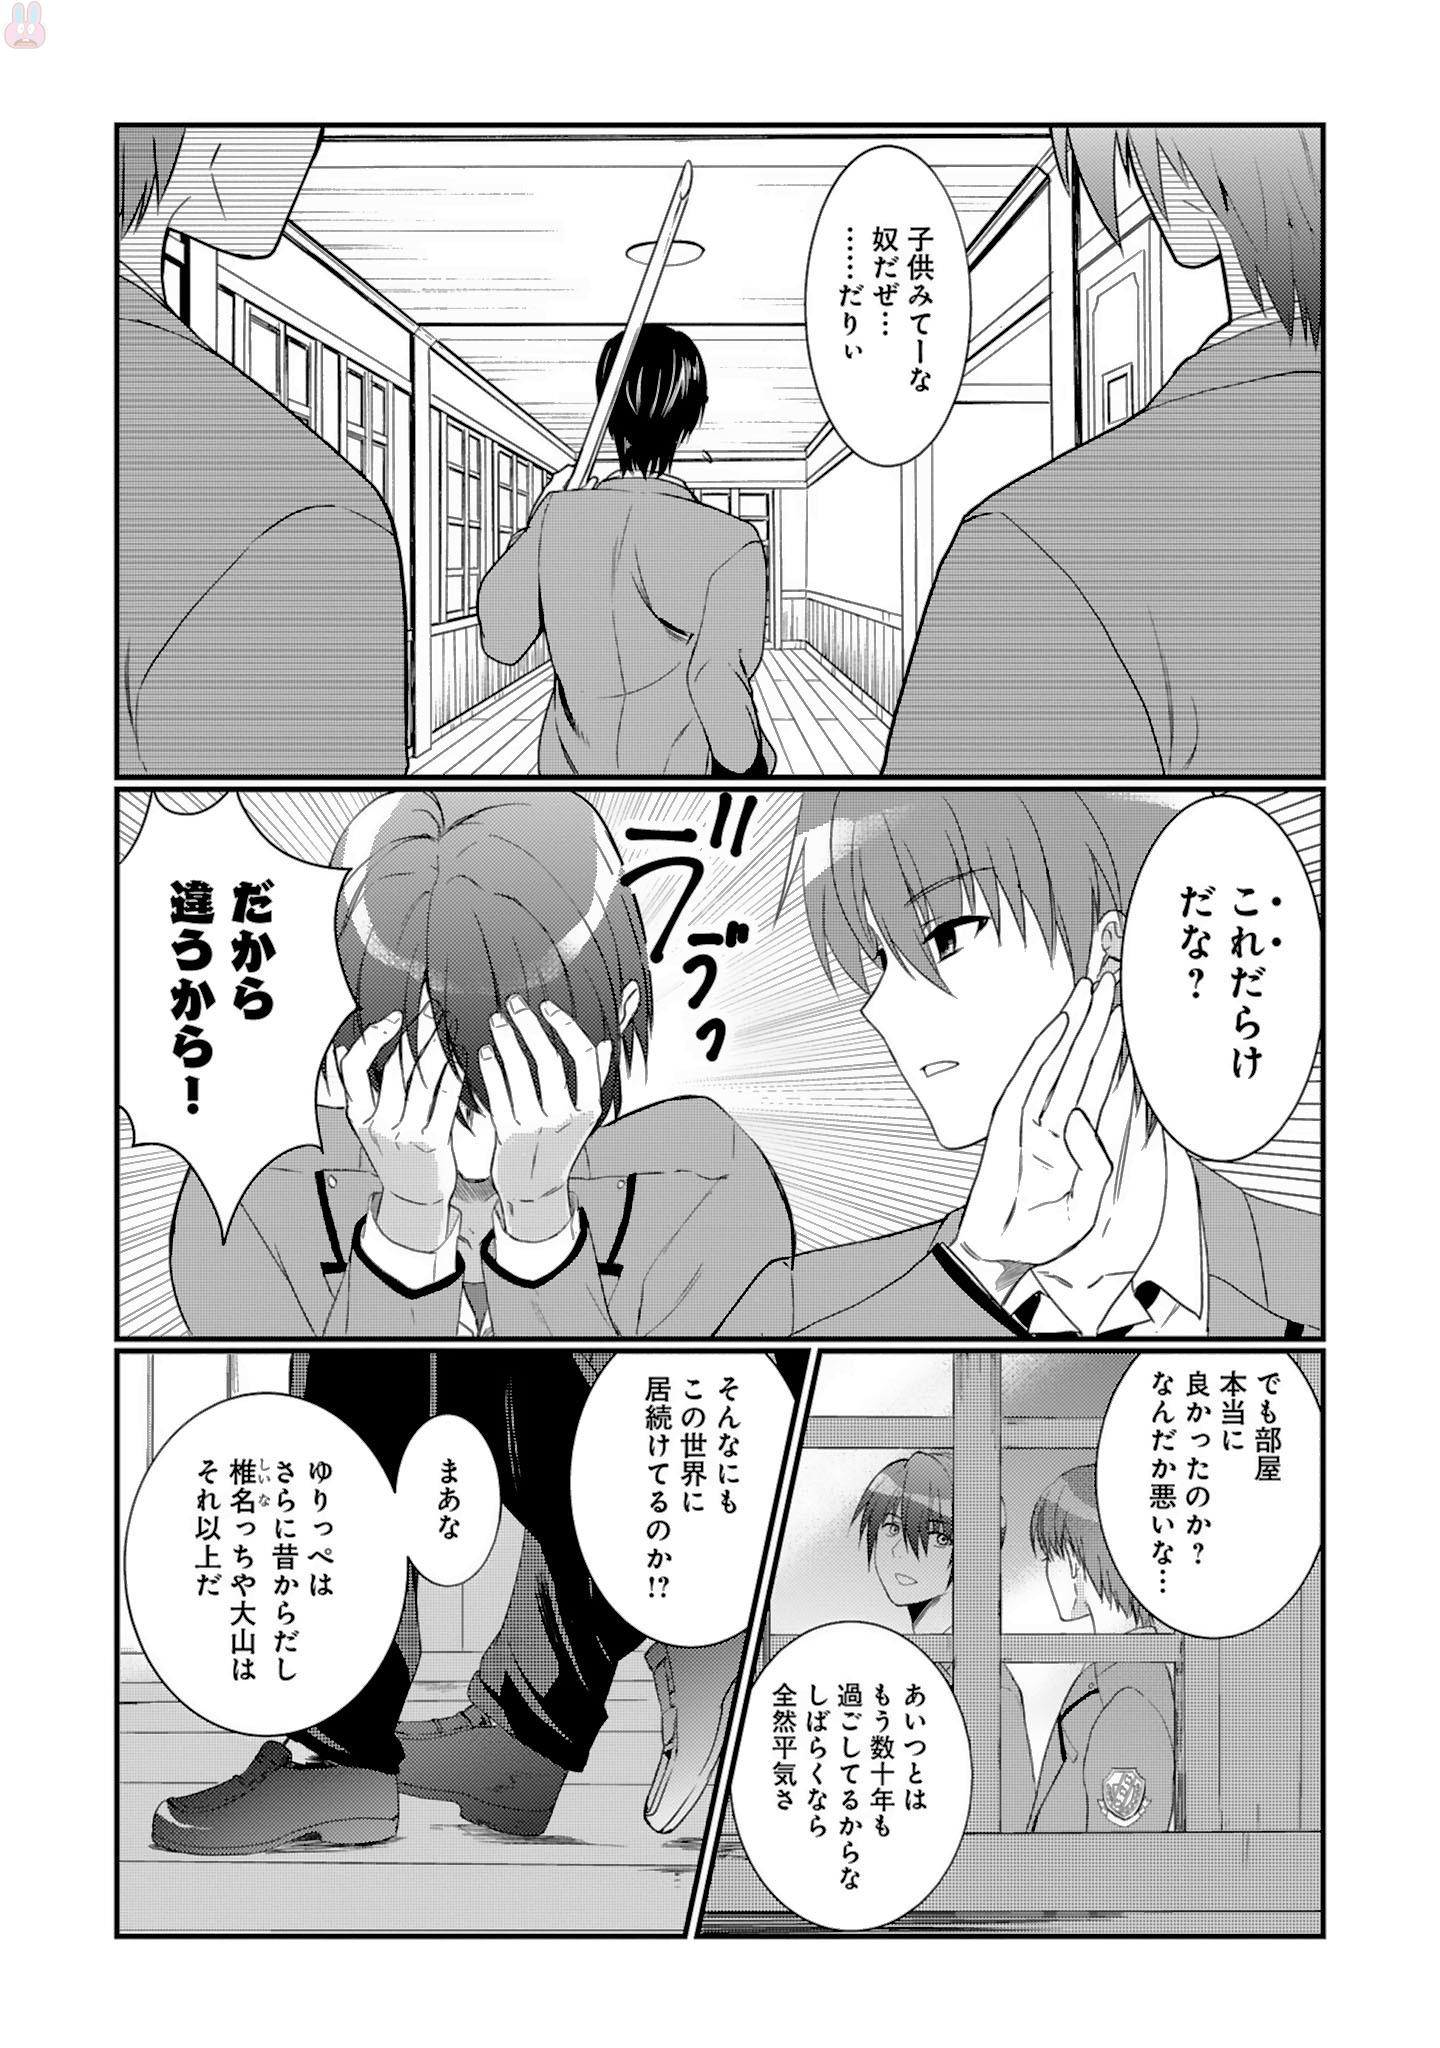 子供みてーな
奴だぜ…
……だりぃ
これだらけ
だな?
ブンブンッ
だから
違うから!
でも部屋
本当に
良かったのか?
なんだか悪いな…
あいつとは
もう数十年も
過ごしてるからな
しばらくなら
全然平気さ
そんなにも
この世界に
居続けてるのか!?
まあな
ゆりっぺは
さらに昔からだし
椎名っちや大山は
しいな
それ以上だ